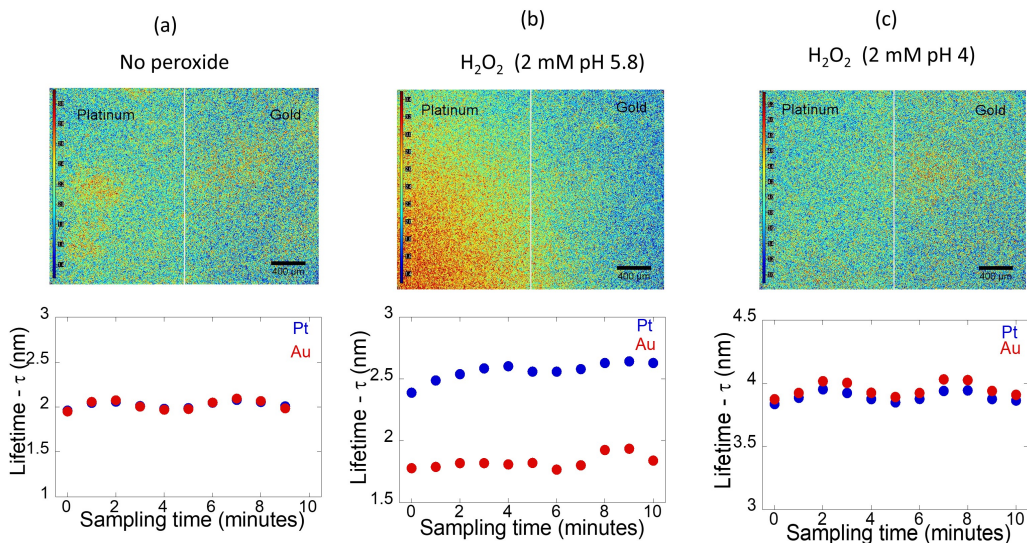 (a)
No peroxide
Platinum
Gold
400 µm
3
2.5
2
1.5
1
Lifetime - τ (nm)
Pt
Au
0 2 4 6 8 10
Sampling time (minutes)
(b)
H₂O₂ (2 mM pH 5.8)
Platinum
Gold
400 µm
3
2.5
2
1.5
Lifetime - τ (nm)
Pt
Au
0 2 4 6 8 10
Sampling time (minutes)
(c)
H₂O₂ (2 mM pH 4)
Platinum
Gold
400 µm
4.5
4
3.5
3
Lifetime - τ (nm)
Pt
Au
0 2 4 6 8 10
Sampling time (minutes)